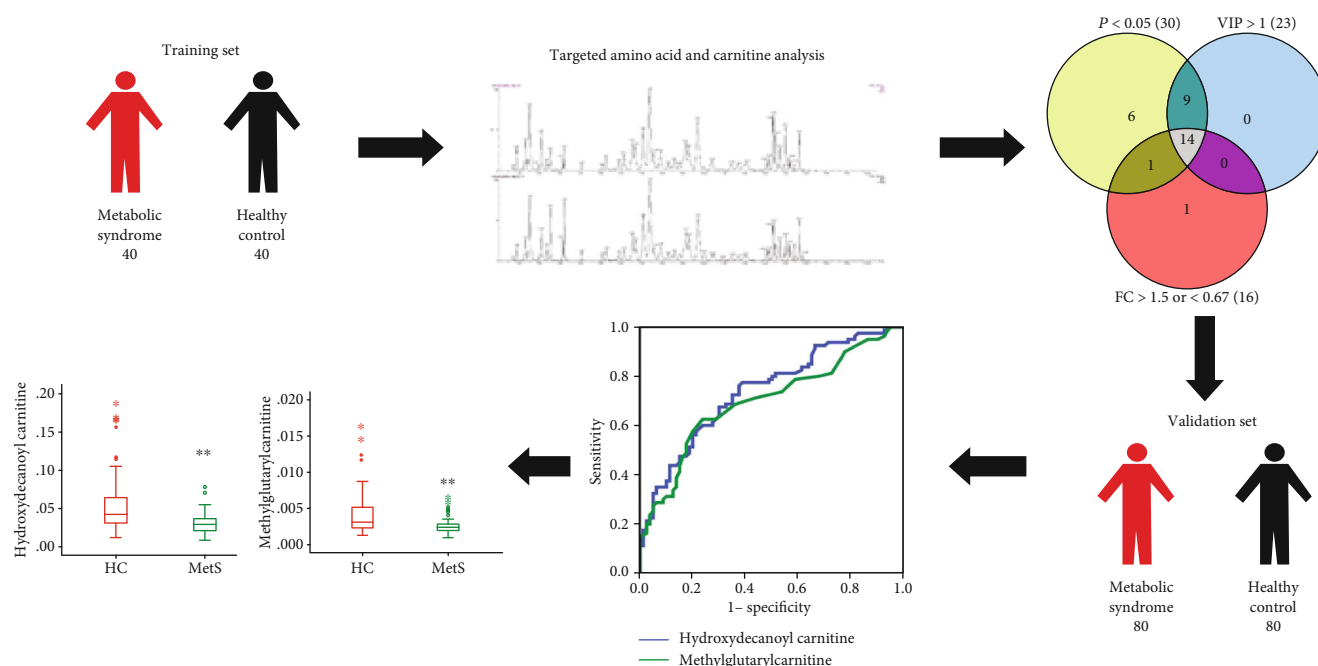 Training set
Metabolic
syndrome
40
Healthy
control
40
Targeted amino acid and carnitine analysis
P < 0.05 (30)
VIP > 1 (23)
6
9
0
14
1
0
1
FC > 1.5 or < 0.67 (16)
Validation set
Metabolic
syndrome
80
Healthy
control
80
Sensitivity
1.0
0.8
0.6
0.4
0.2
0.0
0.0
0.2
0.4
0.6
0.8
1.0
1– specificity
Hydroxydecanoyl carnitine
Methylglutarylcarnitine
Hydroxydecanoyl carnitine
.20
.15
.10
.05
.00
**
HC
MetS
Methylglutarylcarnitine
.020
.015
.010
.005
.000
**
HC
MetS